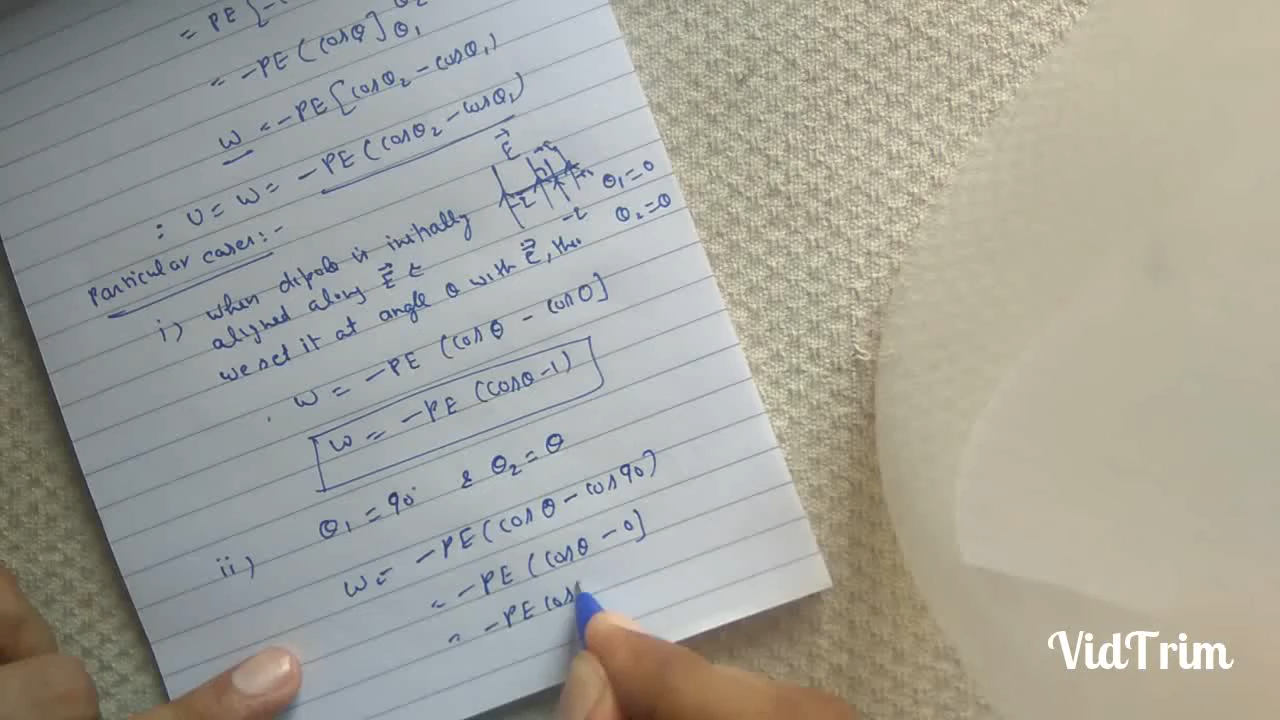 = PE [-
= -PE (cosθ]
θ₁
W = -PE [cosθ₂ - cosθ₁)
∴ U = W = -PE (cosθ₂ - cosθ₁)
E⃗
Particular cases:-
i) when dipole is initially
θ₁=0
aligned along E⃗ &
θ₂=θ
we set it at angle θ with E⃗, then
W = -PE (cosθ - cos0]
W = -PE (cosθ-1)
ii) θ₁ = 90° & θ₂ = θ
W = -PE (cosθ - cos90)
= -PE (cosθ - 0]
= -PE cos
VidTrim